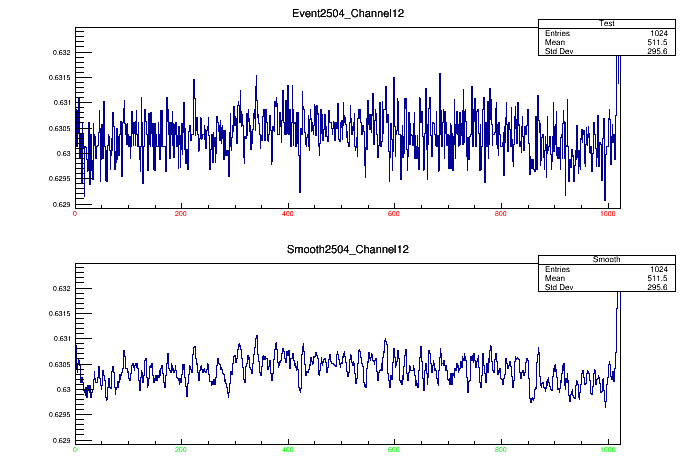 Event2504_Channel12
Test
Entries 1024
Mean 511.5
Std Dev 295.6
0.632
0.6315
0.631
0.6305
0.63
0.6295
0.629
0 200 400 600 800 1000
Smooth2504_Channel12
Smooth
Entries 1024
Mean 511.5
Std Dev 295.6
0.632
0.6315
0.631
0.6305
0.63
0.6295
0.629
0 200 400 600 800 1000